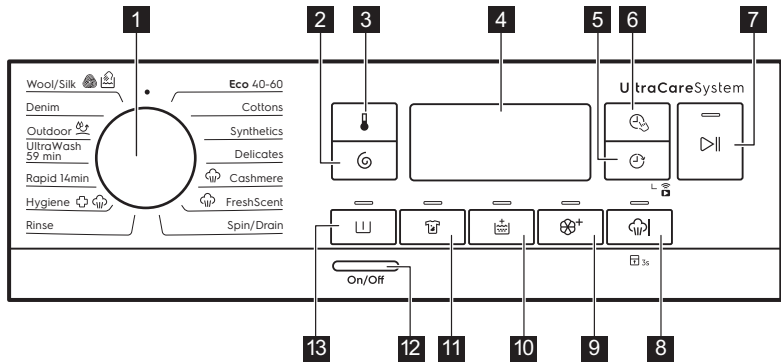 1
2
3
4
5
6
7
Wool/Silk
Denim
Outdoor
UltraWash
59 min
Rapid 14min
Hygiene
Rinse
Eco 40-60
Cottons
Synthetics
Delicates
Cashmere
FreshScent
Spin/Drain
UltraCareSystem
3s
On/Off
13
12
11
10
9
8